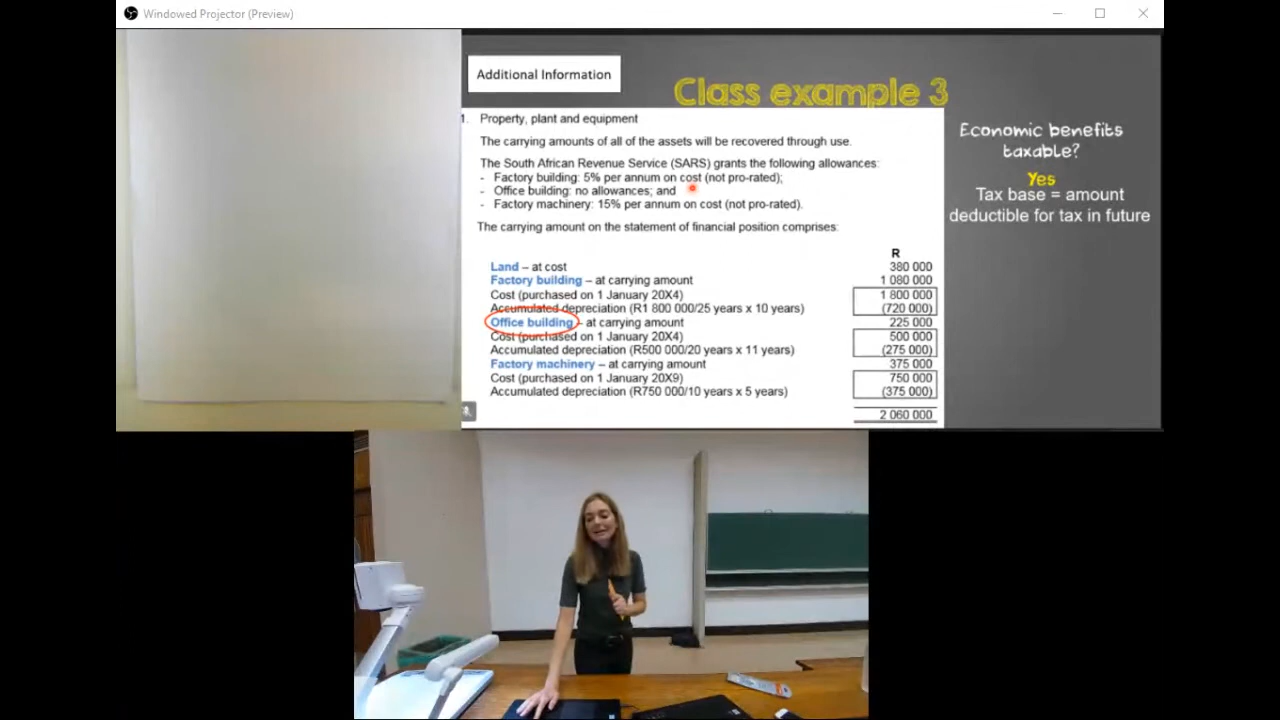 Windowed Projector (Preview)
Additional Information
Class example 3
1. Property, plant and equipment
The carrying amounts of all of the assets will be recovered through use.
The South African Revenue Service (SARS) grants the following allowances:
- Factory building: 5% per annum on cost (not pro-rated);
- Office building: no allowances; and
- Factory machinery: 15% per annum on cost (not pro-rated).
The carrying amount on the statement of financial position comprises:
R
Land – at cost 380 000
Factory building – at carrying amount 1 080 000
Cost (purchased on 1 January 20X4) 1 800 000
Accumulated depreciation (R1 800 000/25 years x 10 years) (720 000)
Office building – at carrying amount 225 000
Cost (purchased on 1 January 20X4) 500 000
Accumulated depreciation (R500 000/20 years x 11 years) (275 000)
Factory machinery – at carrying amount 375 000
Cost (purchased on 1 January 20X9) 750 000
Accumulated depreciation (R750 000/10 years x 5 years) (375 000)
2 060 000
Economic benefits
taxable?
Yes
Tax base = amount
deductible for tax in future